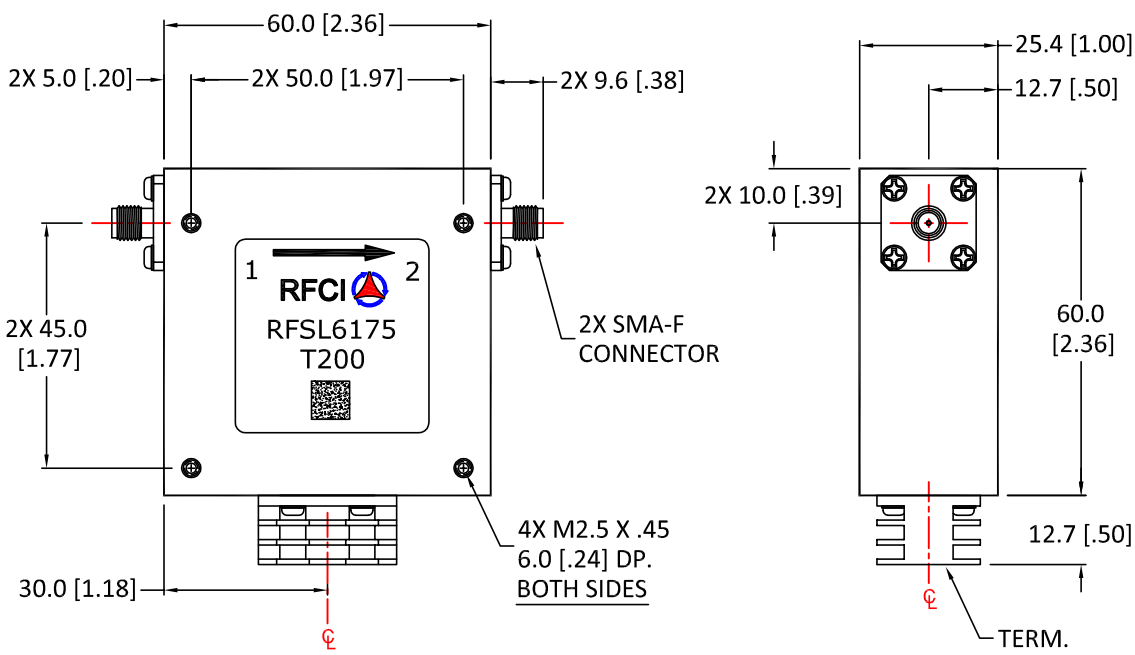 60.0 [2.36]
2X 5.0 [.20]
2X 50.0 [1.97]
2X 9.6 [.38]
25.4 [1.00]
12.7 [.50]
2X 10.0 [.39]
1
2
RFCI
RFSL6175
T200
2X 45.0
[1.77]
2X SMA-F
CONNECTOR
60.0
[2.36]
4X M2.5 X .45
6.0 [.24] DP.
BOTH SIDES
12.7 [.50]
30.0 [1.18]
℄
℄
TERM.